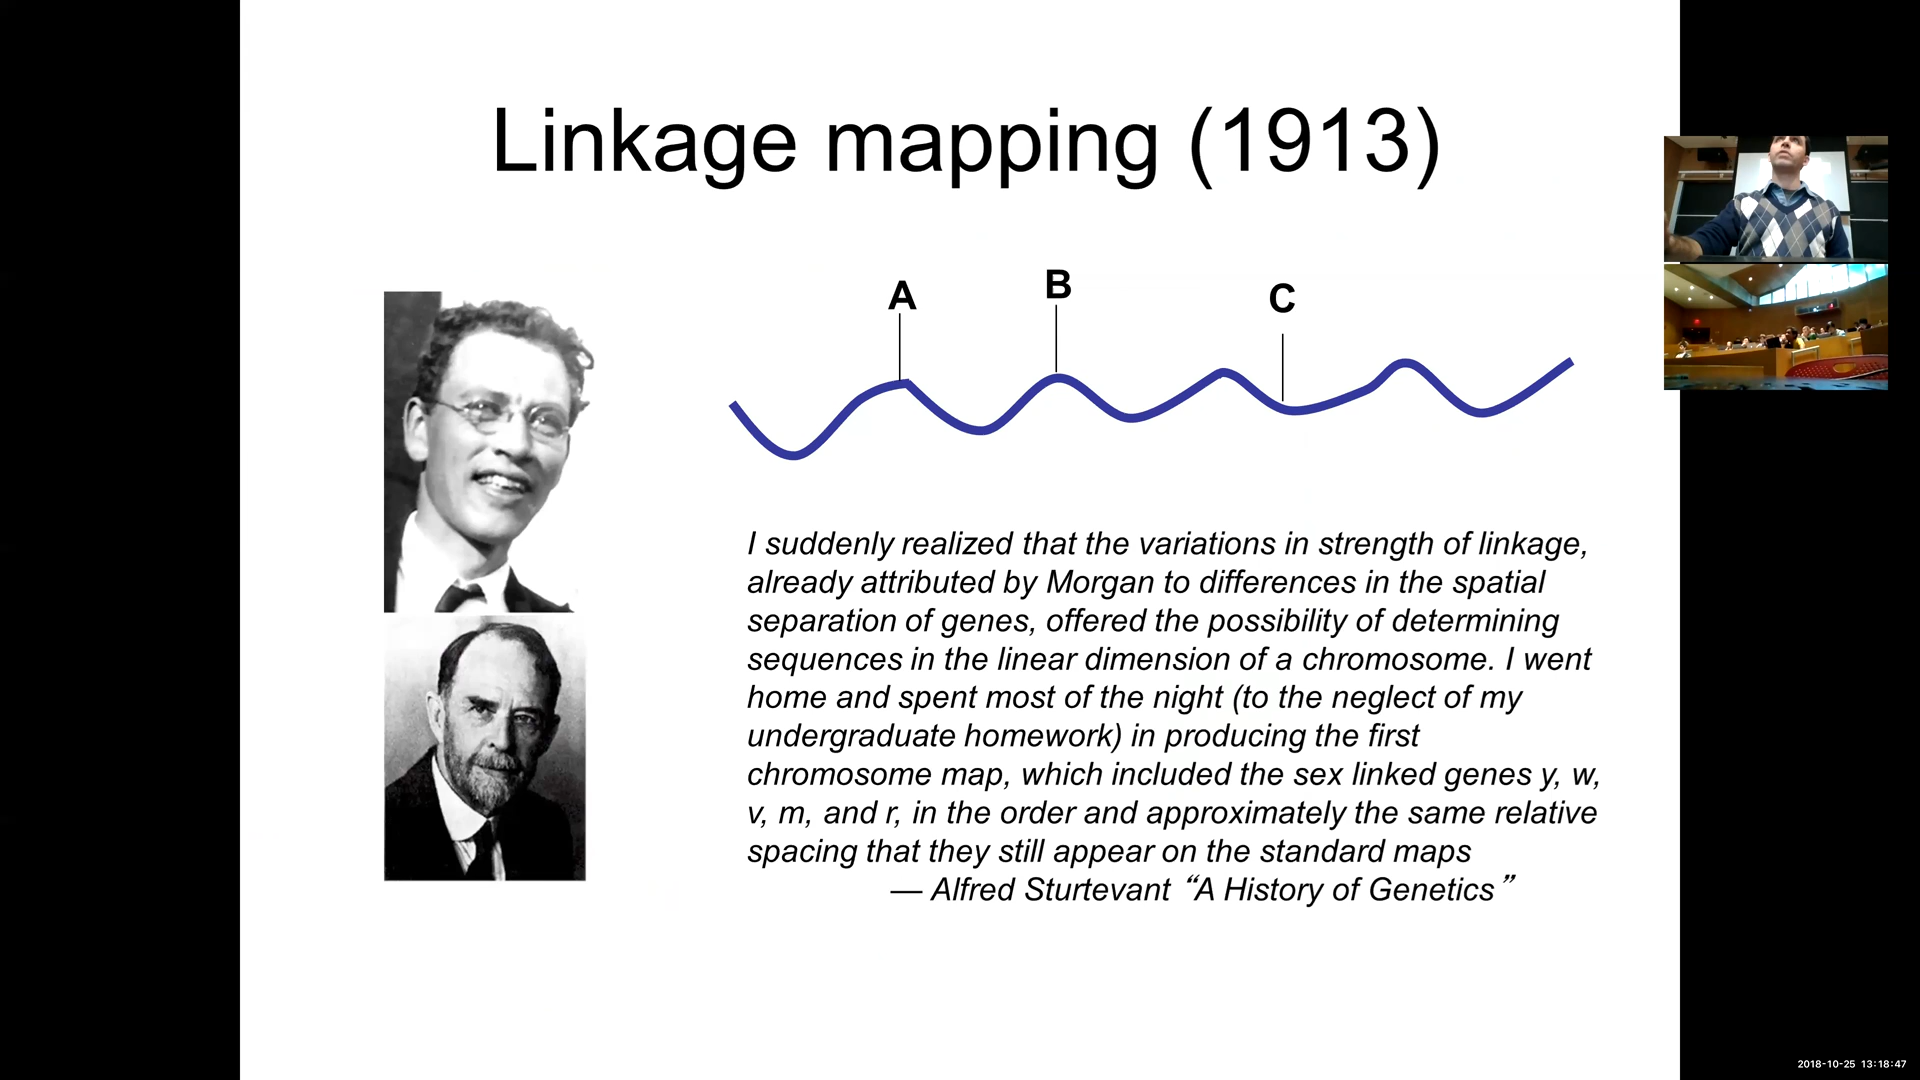 Linkage mapping (1913)
A
B
C
I suddenly realized that the variations in strength of linkage,
already attributed by Morgan to differences in the spatial
separation of genes, offered the possibility of determining
sequences in the linear dimension of a chromosome. I went
home and spent most of the night (to the neglect of my
undergraduate homework) in producing the first
chromosome map, which included the sex linked genes y, w,
v, m, and r, in the order and approximately the same relative
spacing that they still appear on the standard maps
— Alfred Sturtevant “A History of Genetics”
2018-10-25 13:18:47